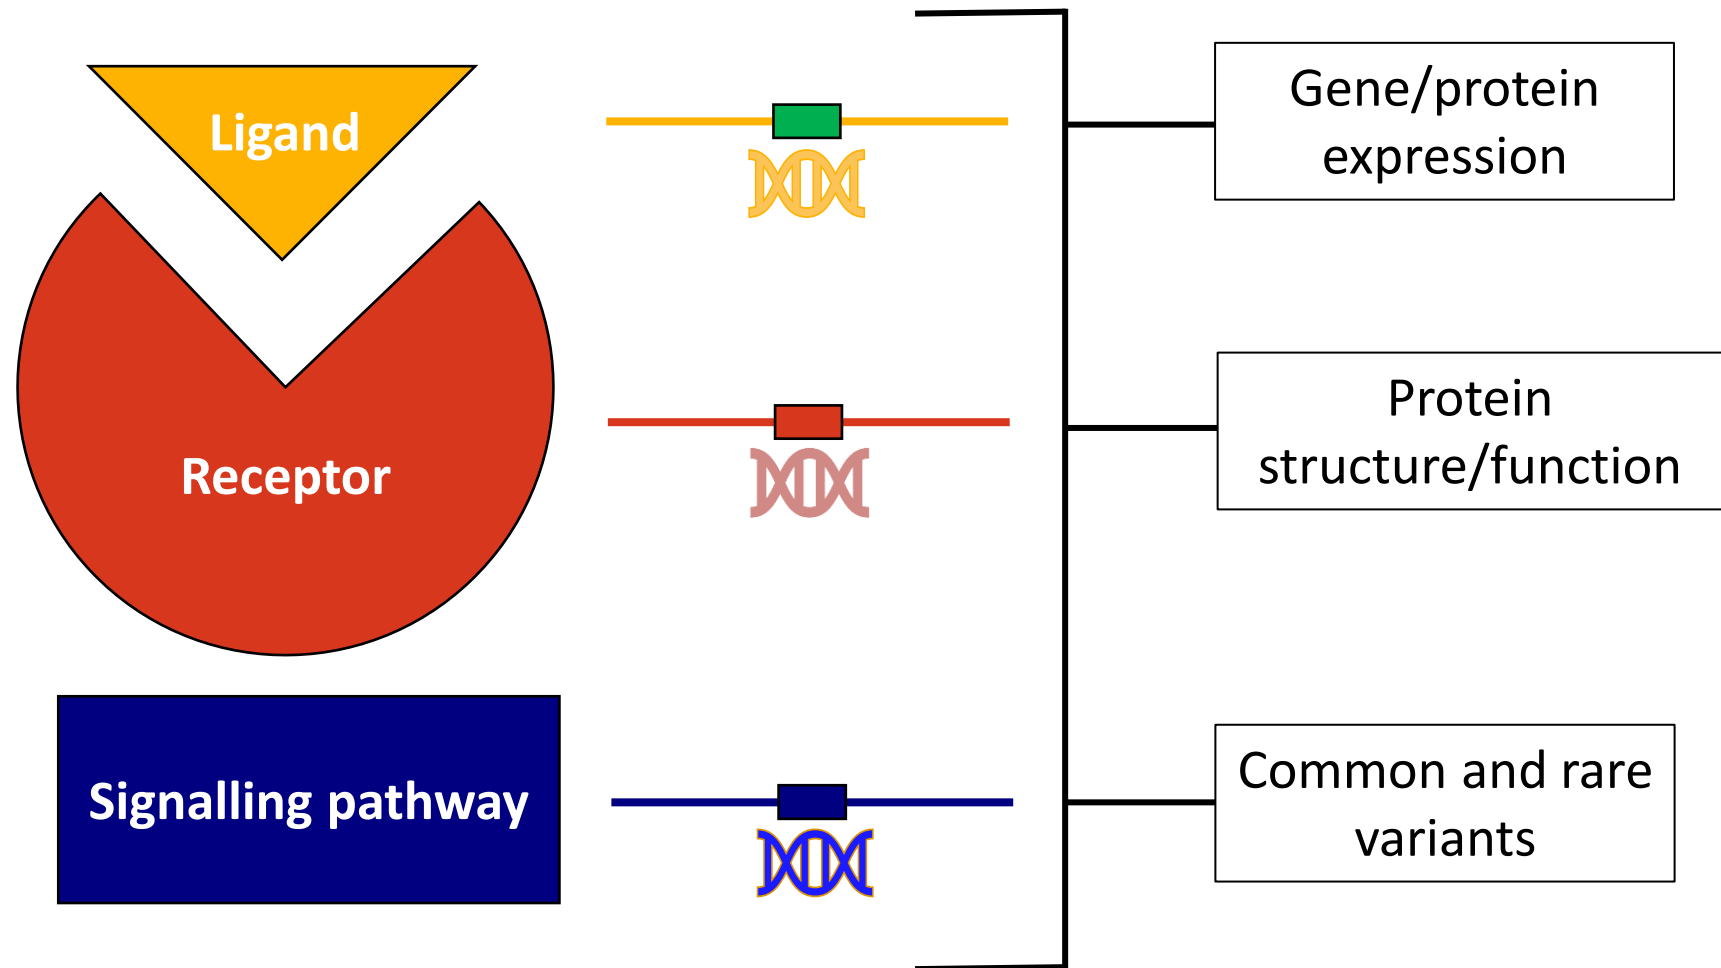 Ligand
Receptor
Signalling pathway
Gene/protein
expression
Protein
structure/function
Common and rare
variants